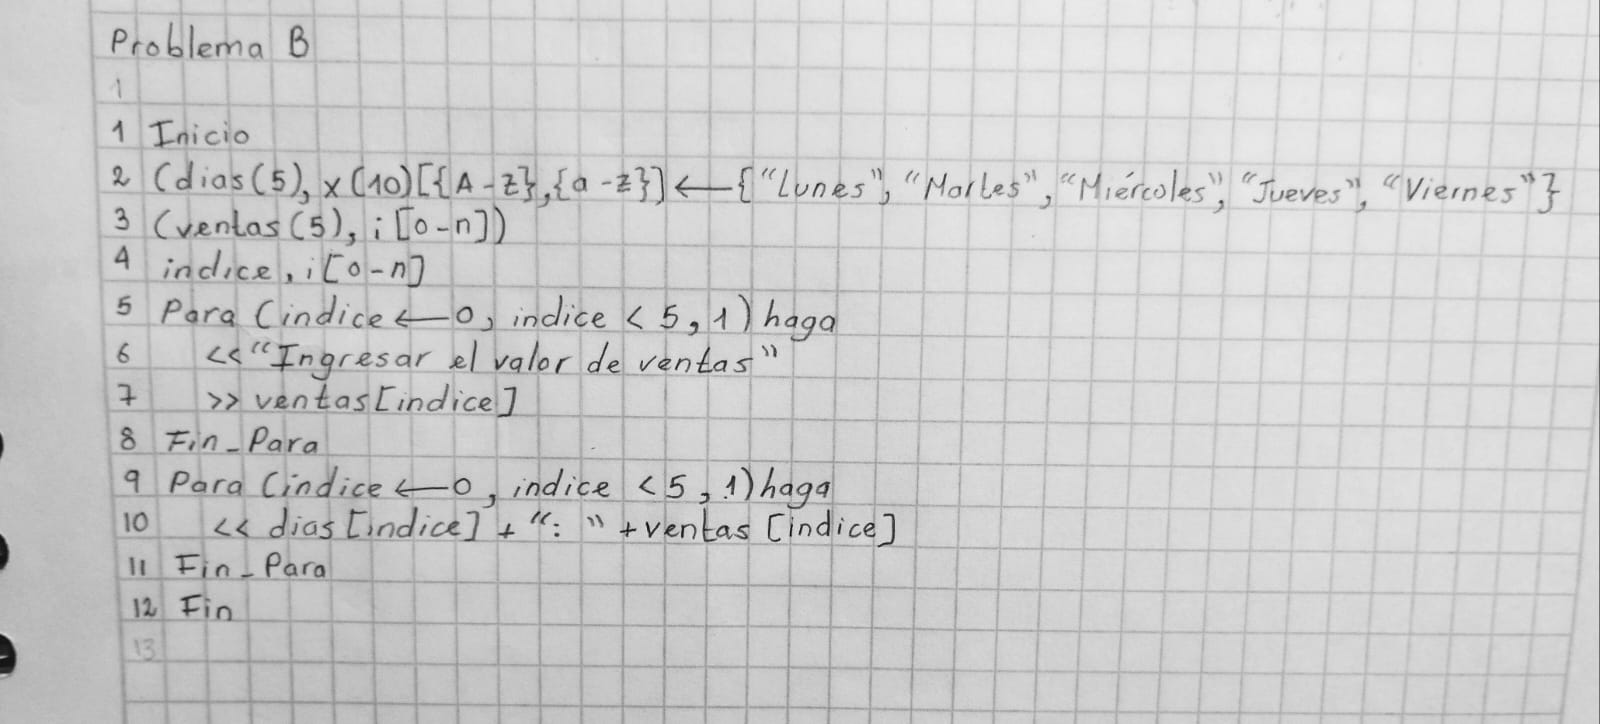 Problema B
1
1 Inicio
2 (dias(5), x(10)[{A-z},{a-z}]←{"Lunes", "Martes", "Miércoles", "Jueves", "Viernes"}
3 (ventas(5), i[0-n])
4 indice, i[0-n]
5 Para (indice←0, indice < 5, 1) haga
6 <<"Ingresar el valor de ventas"
7 >> ventas[indice]
8 Fin_Para
9 Para (indice←0, indice < 5, 1) haga
10 << dias [indice] + ": " + ventas [indice]
11 Fin_Para
12 Fin
13